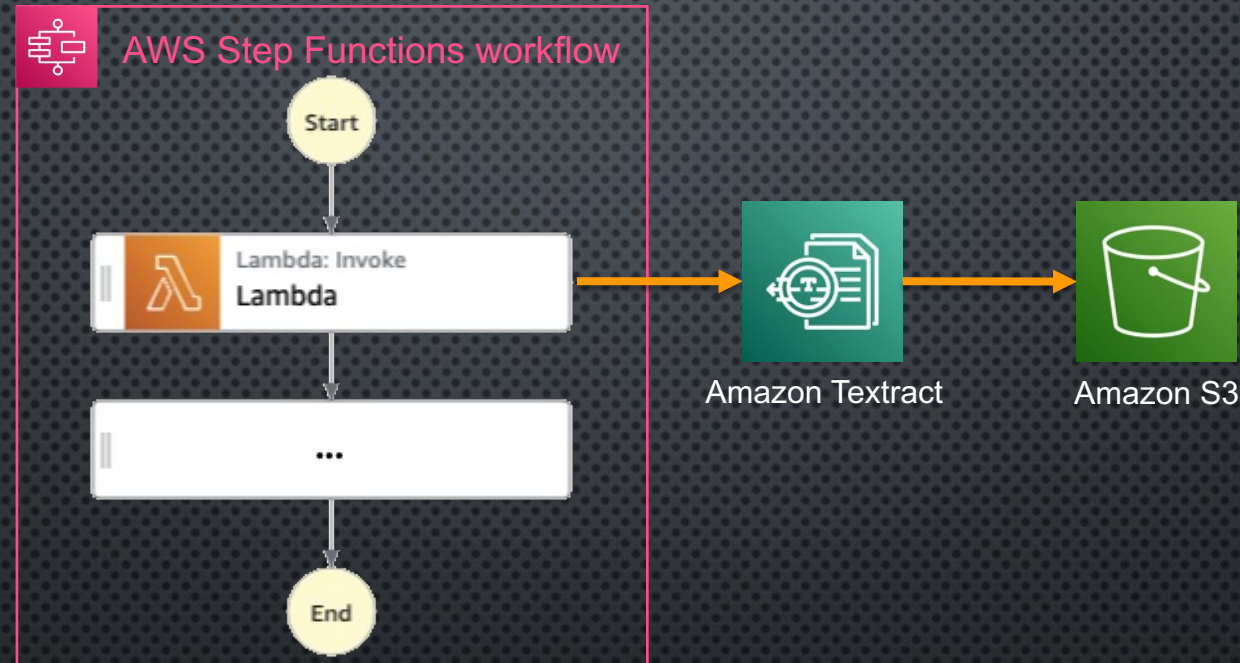 AWS Step Functions workflow
Start
Lambda: Invoke
Lambda
...
End
T
Amazon Textract
Amazon S3